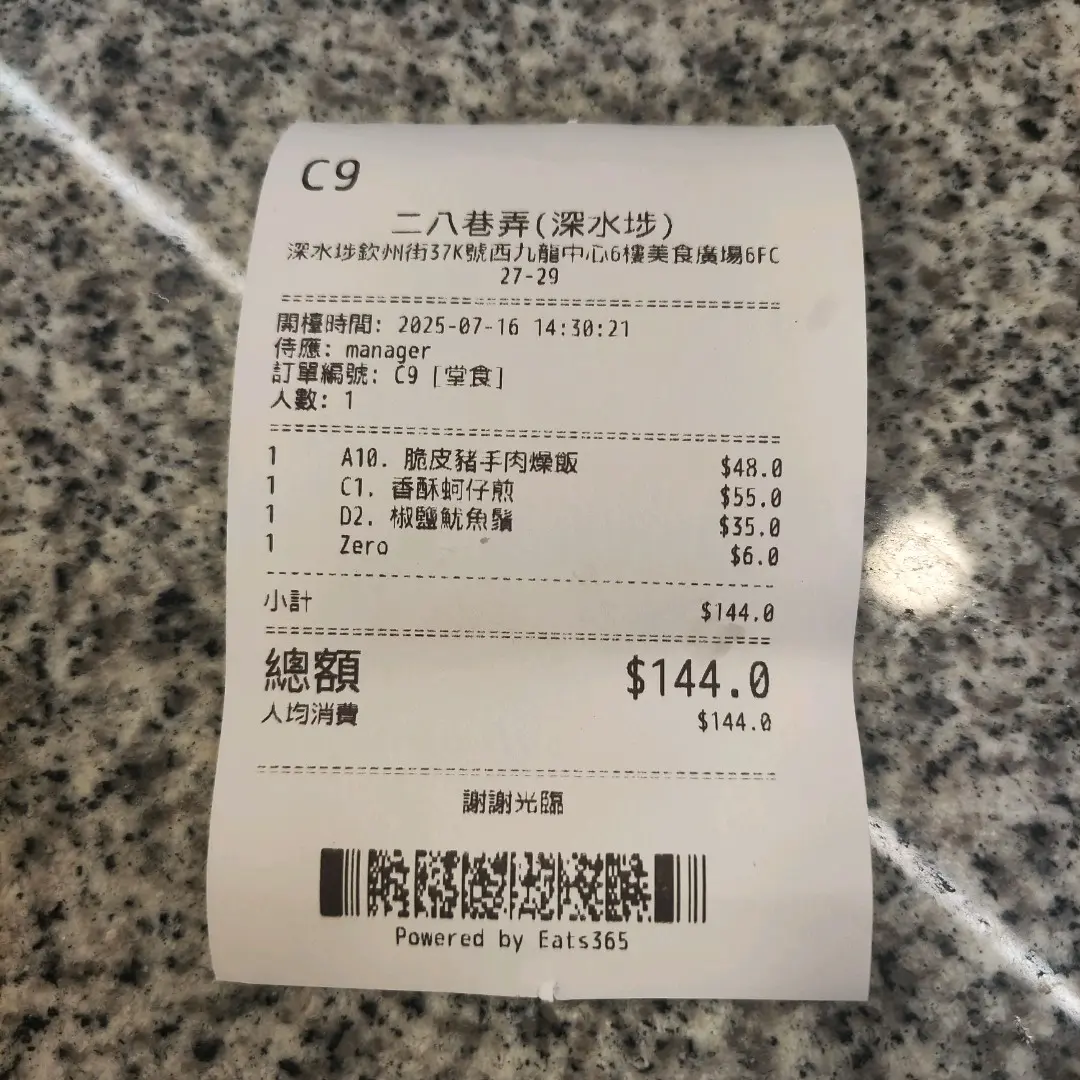 C9
二八巷弄(深水埗)
深水埗欽州街37K號西九龍中心6樓美食廣場6FC
27-29
開檯時間: 2025-07-16 14:30:21
侍應: manager
訂單編號: C9 [堂食]
人數: 1
1 A10. 脆皮豬手肉燥飯 $48.0
1 C1. 香酥蚵仔煎 $55.0
1 D2. 椒鹽魷魚鬚 $35.0
1 Zero $6.0
小計 $144.0
總額 $144.0
人均消費 $144.0
謝謝光臨
Powered by Eats365